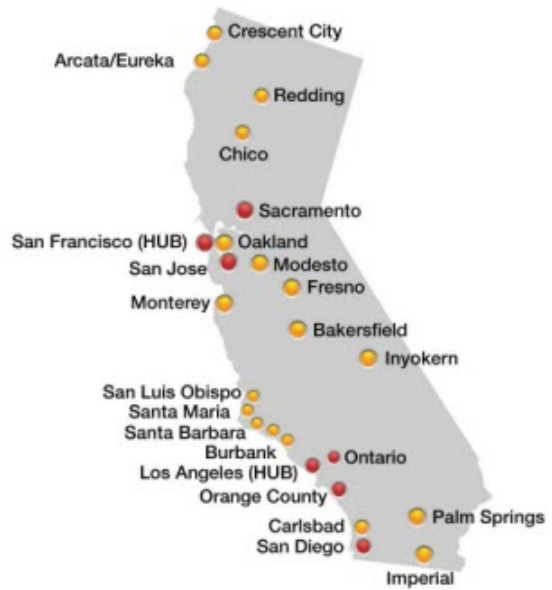 Crescent City
Arcata/Eureka
Redding
Chico
Sacramento
San Francisco (HUB)
Oakland
San Jose
Modesto
Fresno
Monterey
Bakersfield
Inyokern
San Luis Obispo
Santa Maria
Santa Barbara
Burbank
Ontario
Los Angeles (HUB)
Orange County
Palm Springs
Carlsbad
San Diego
Imperial